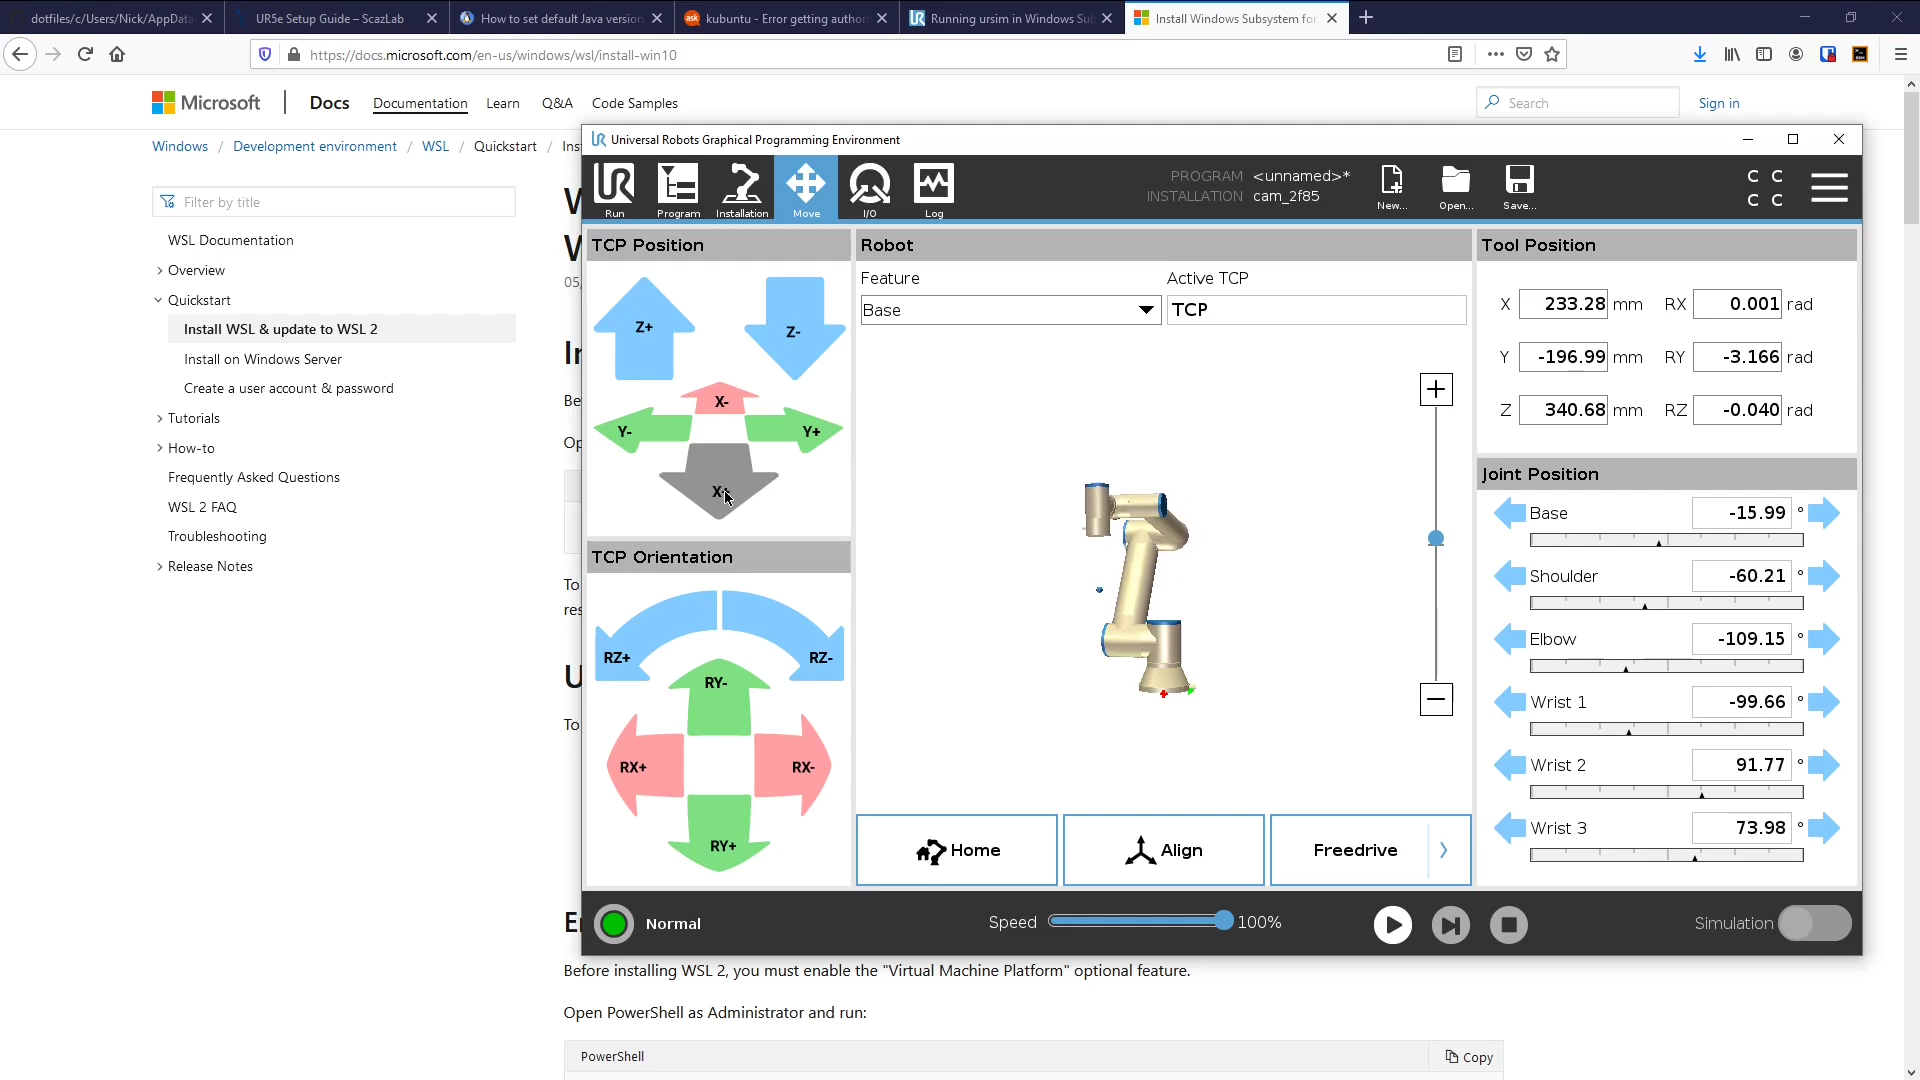 dotfiles/c/Users/Nick/AppData
UR5e Setup Guide – ScazLab
How to set default Java version
kubuntu - Error getting author
Running ursim in Windows Sub
Install Windows Subsystem for
https://docs.microsoft.com/en-us/windows/wsl/install-win10
Microsoft
Docs
Documentation
Learn
Q&A
Code Samples
Search
Sign in
Windows / Development environment / WSL / Quickstart / Ins
Filter by title
WSL Documentation
Overview
Quickstart
Install WSL & update to WSL 2
Install on Windows Server
Create a user account & password
Tutorials
How-to
Frequently Asked Questions
WSL 2 FAQ
Troubleshooting
Release Notes
W
W
05,
In
Be
Op
To
res
U
To
Universal Robots Graphical Programming Environment
Run
Program
Installation
Move
I/O
Log
PROGRAM <unnamed>*
INSTALLATION cam_2f85
New...
Open...
Save...
C C
C C
TCP Position
Z+
Z-
X-
Y-
Y+
X+
TCP Orientation
RZ+
RZ-
RY-
RX+
RX-
RY+
Robot
Feature
Active TCP
Base
TCP
Home
Align
Freedrive
Tool Position
X 233.28 mm RX 0.001 rad
Y -196.99 mm RY -3.166 rad
Z 340.68 mm RZ -0.040 rad
Joint Position
Base -15.99 °
Shoulder -60.21 °
Elbow -109.15 °
Wrist 1 -99.66 °
Wrist 2 91.77 °
Wrist 3 73.98 °
Normal
Speed 100%
Simulation
Before installing WSL 2, you must enable the "Virtual Machine Platform" optional feature.
Open PowerShell as Administrator and run:
PowerShell
Copy